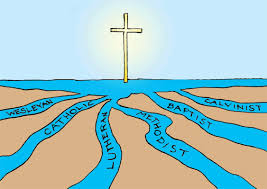 WESLEYAN
CATHOLIC
LUTHERAN
METHODIST
BAPTIST
CALVINIST